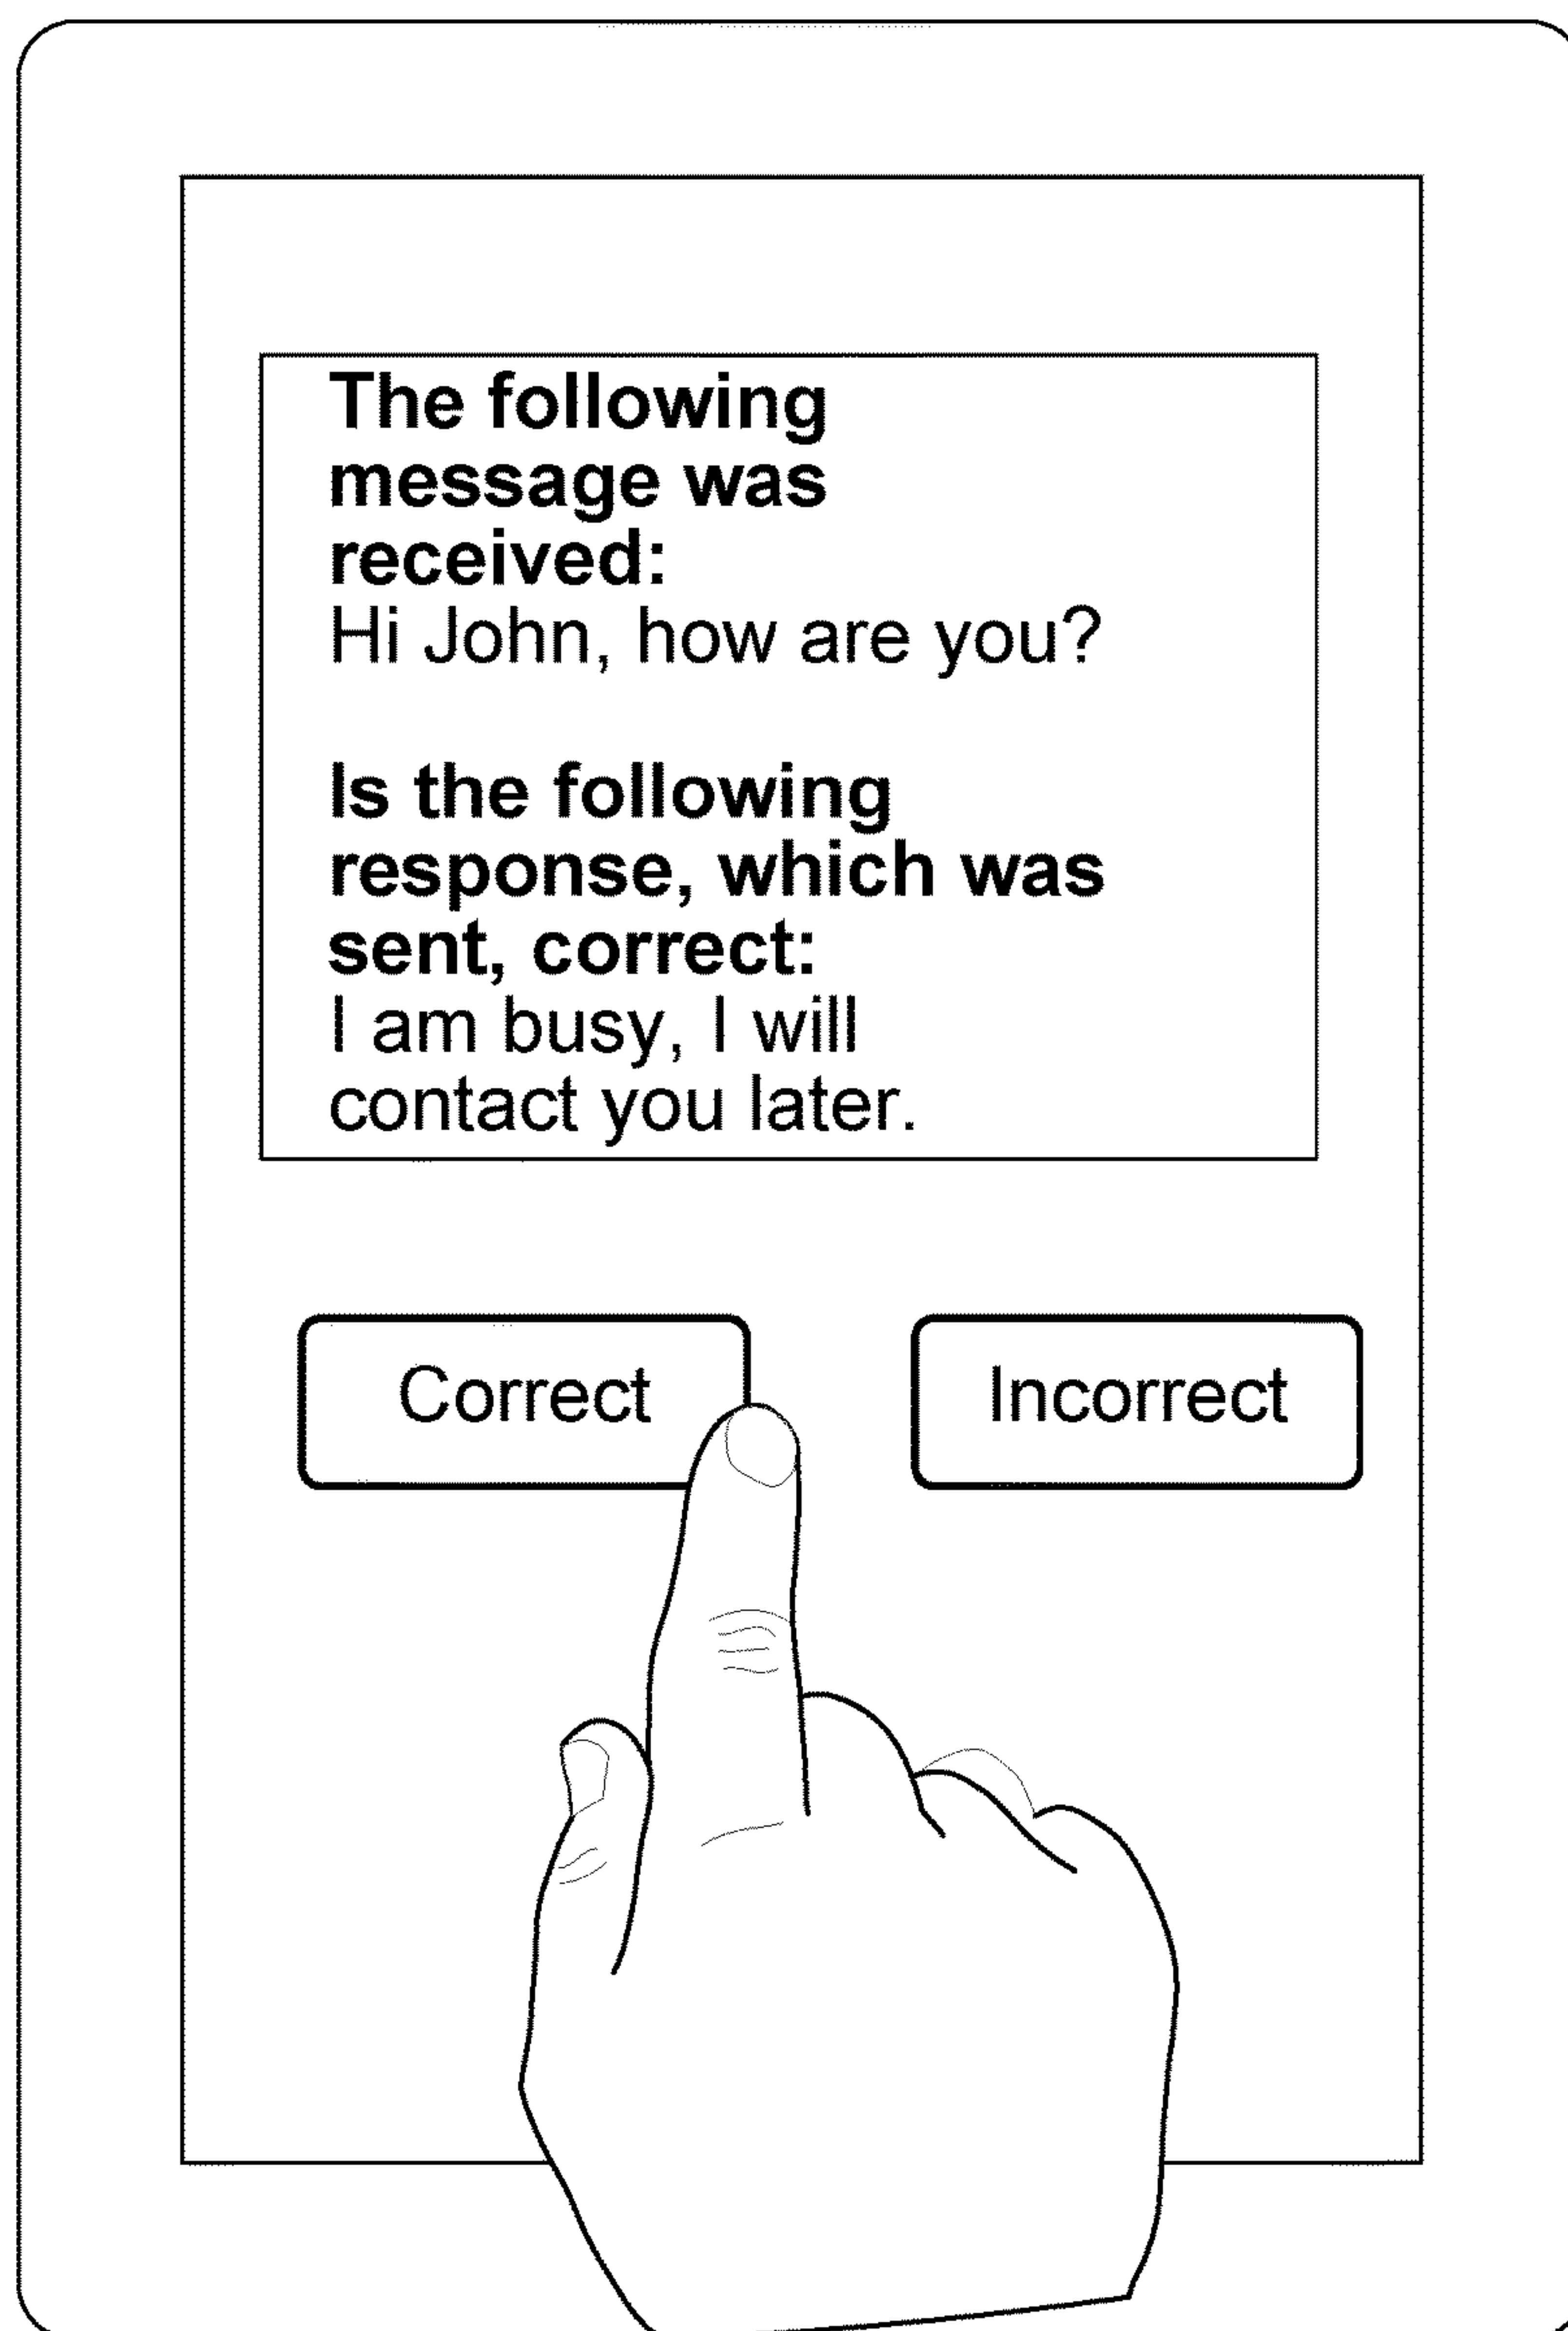 The following
message was
received:
Hi John, how are you?
Is the following
response, which was
sent, correct:
I am busy, I will
contact you later.
Correct
Incorrect